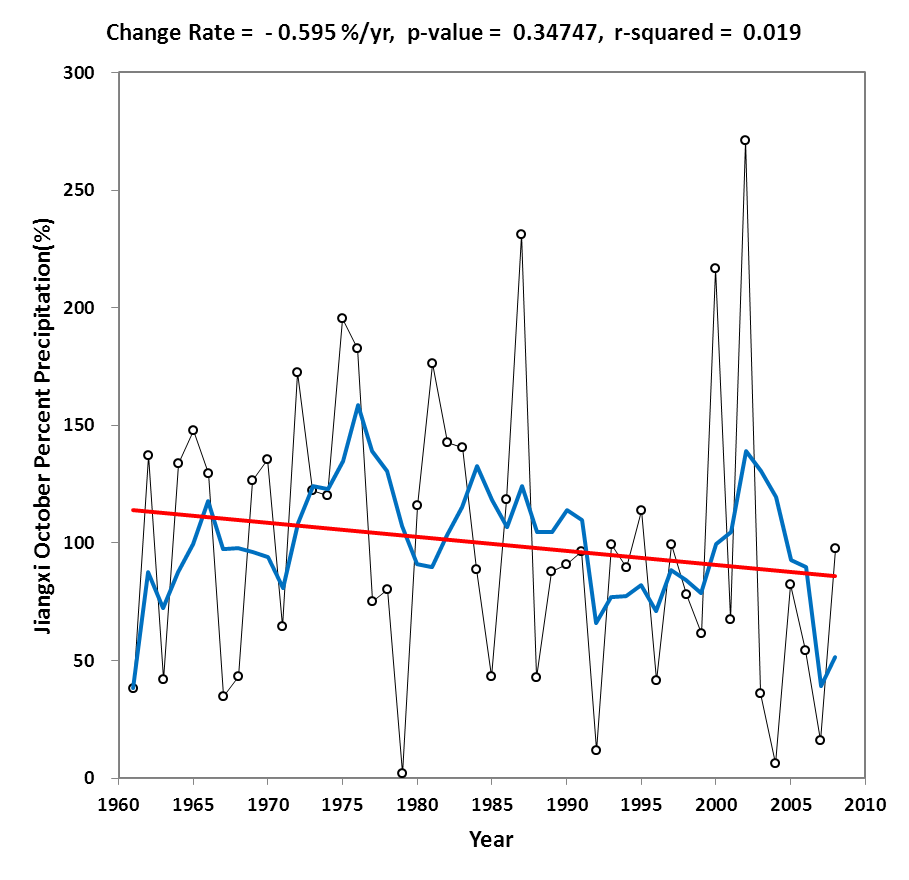 Change Rate = - 0.595 %/yr, p-value = 0.34747, r-squared = 0.019
300
250
200
150
100
50
0
Jiangxi October Percent Precipitation(%)
1960 1965 1970 1975 1980 1985 1990 1995 2000 2005 2010
Year